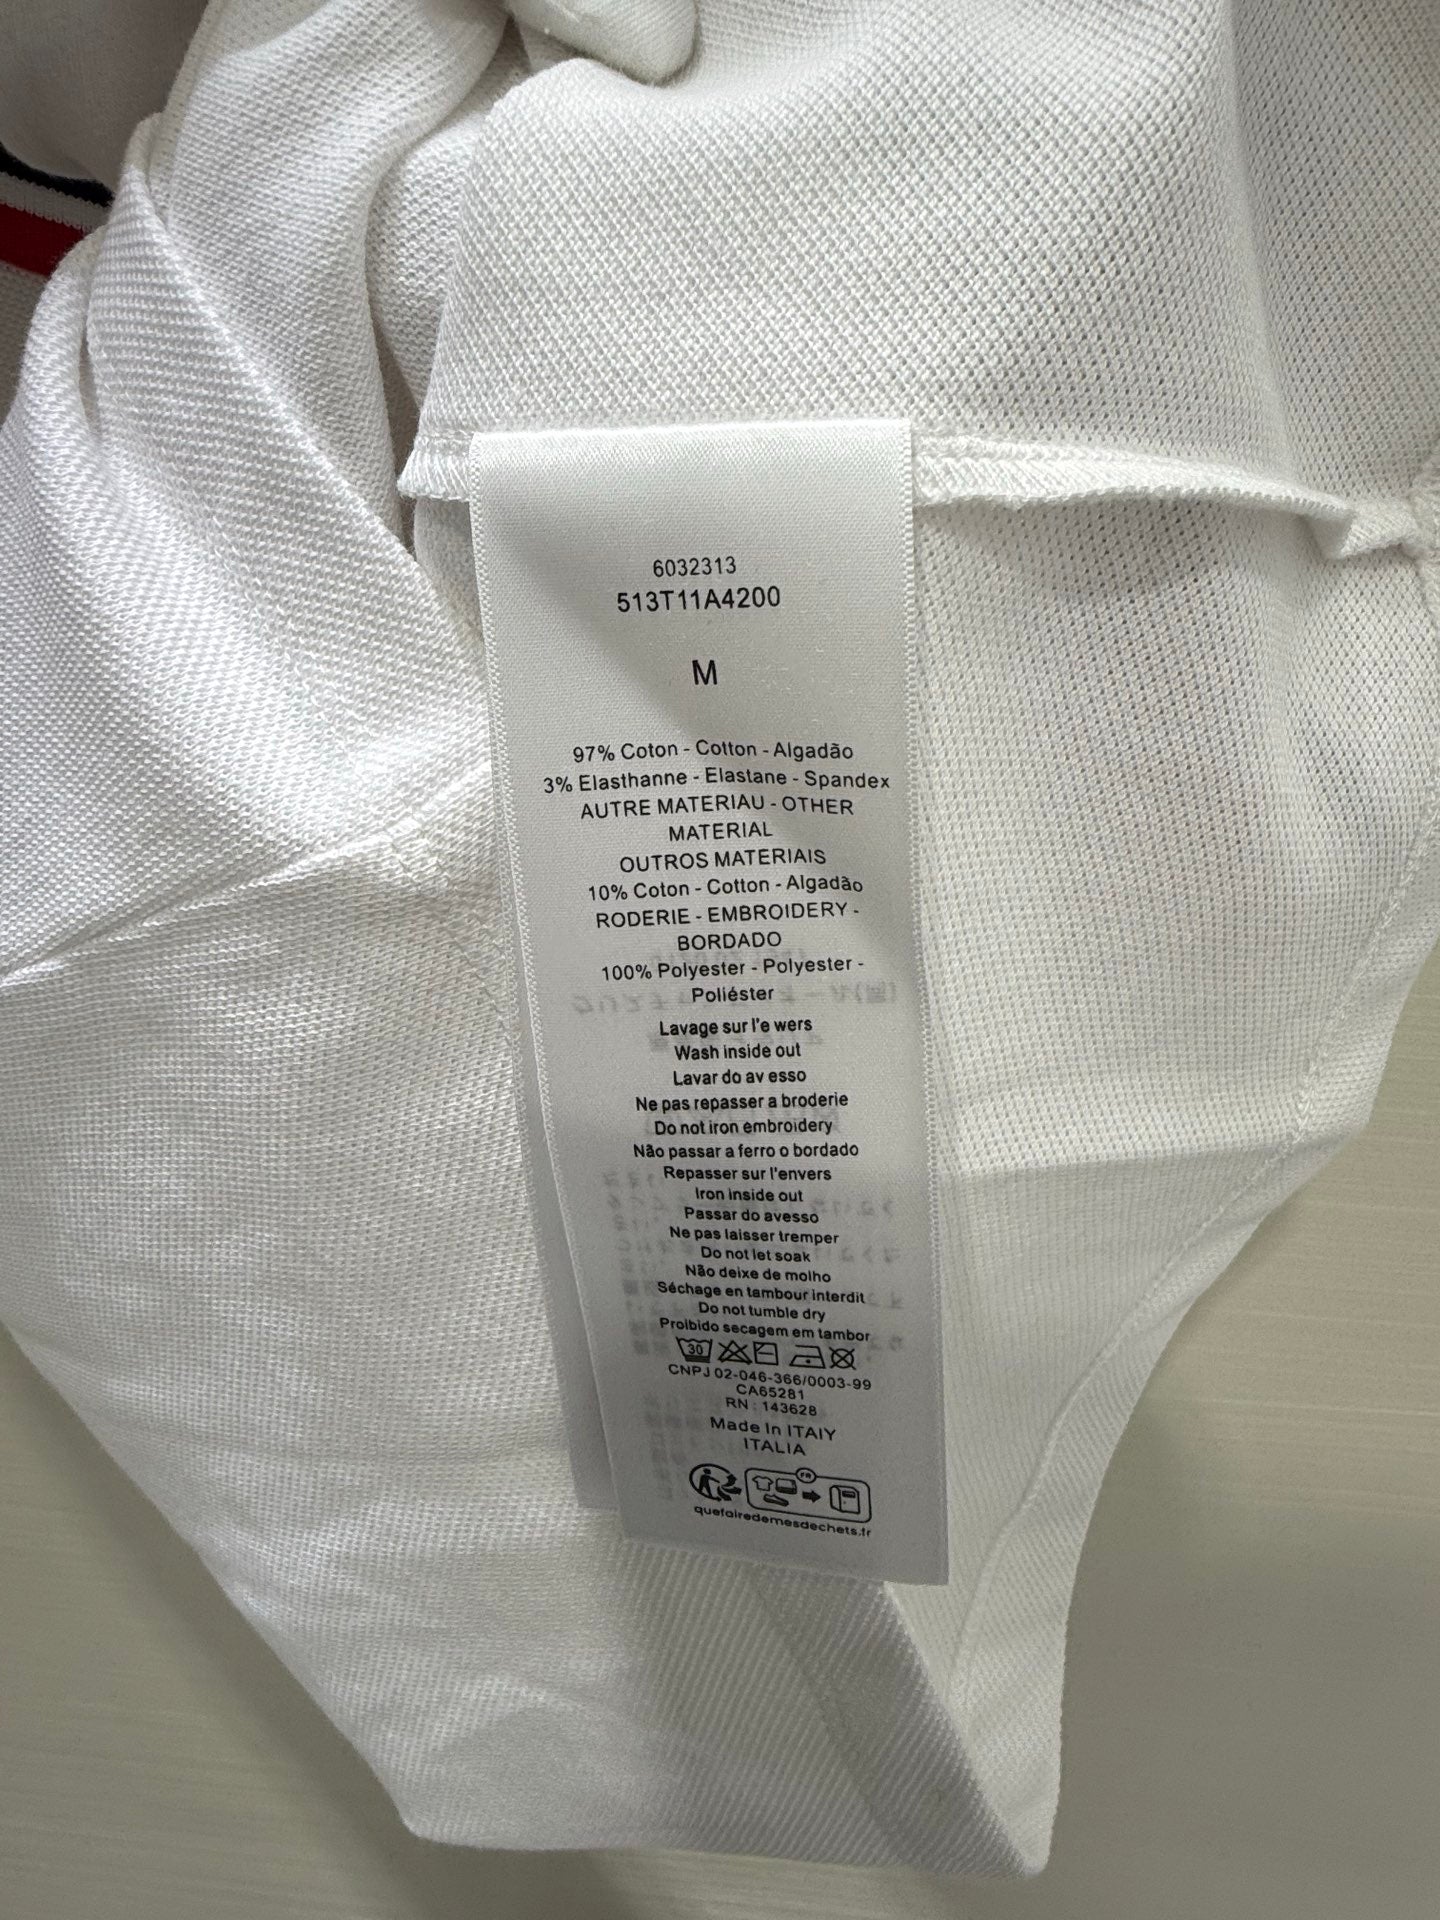 6032313
513T11A4200
M
97% Coton - Cotton - Algadão
3% Elasthanne - Elastane - Spandex
AUTRE MATERIAU - OTHER
MATERIAL
OUTROS MATERIAIS
10% Coton - Cotton - Algadão
RODERIE - EMBROIDERY -
BORDADO
100% Polyester - Polyester -
Poliéster
Lavage sur l'e wers
Wash inside out
Lavar do av esso
Ne pas repasser a broderie
Do not iron embroidery
Não passar a ferro o bordado
Repasser sur l'envers
Iron inside out
Passar do avesso
Ne pas laisser tremper
Do not let soak
Não deixe de molho
Séchage en tambour interdit
Do not tumble dry
Proibido secagem em tambor
30
CNPJ 02-046-366/0003-99
CA65281
RN : 143628
Made In ITAIY
ITALIA
FR
quefairedemesdechets.fr